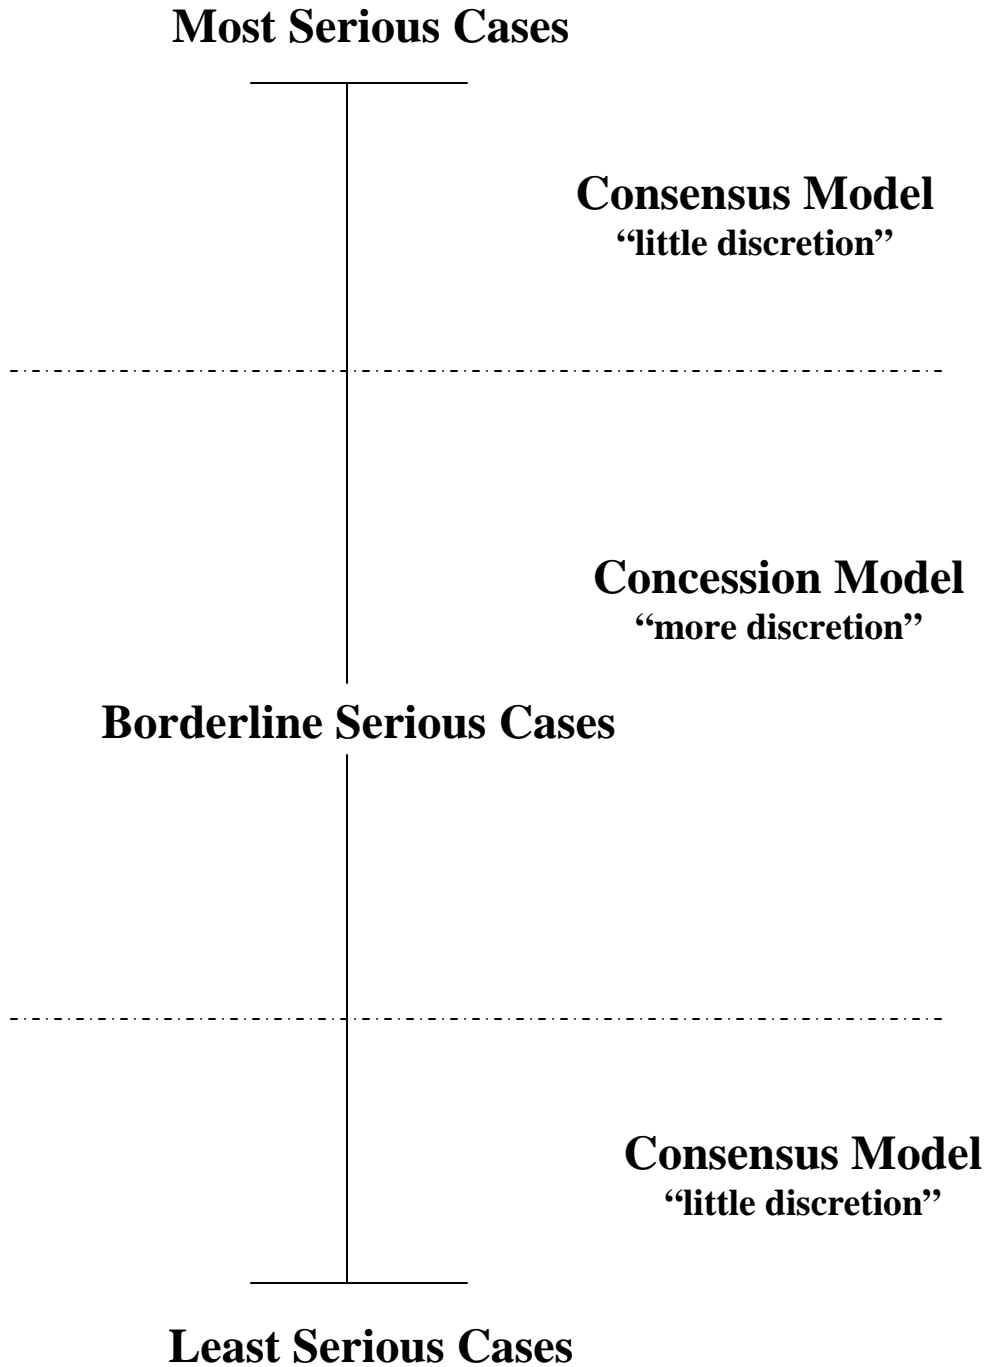 Most Serious Cases
Consensus Model
“little discretion”
Concession Model
“more discretion”
Borderline Serious Cases
Consensus Model
“little discretion”
Least Serious Cases